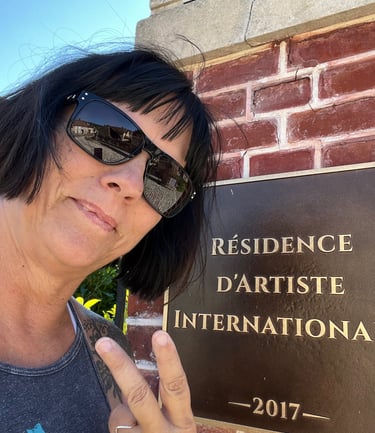 RÉSIDENCE
D'ARTISTE
INTERNATIONA
—2017—